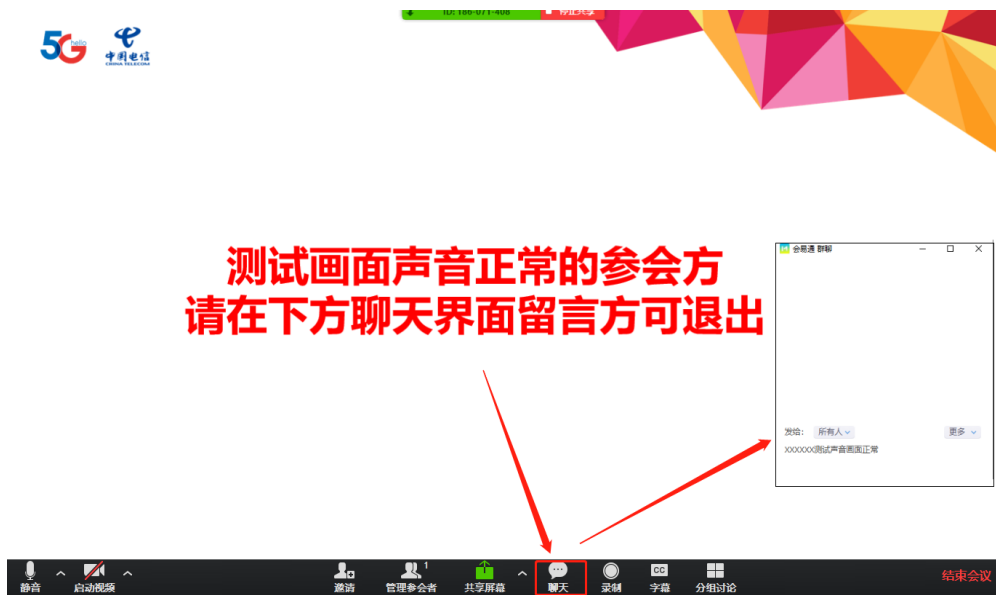 ID: 186-071-408 停止共享
5G hello 中国电信
CHINA TELECOM
测试画面声音正常的参会方
请在下方聊天界面留言方可退出
会易通 群聊
发给： 所有人 更多
XXXXXX测试声音画面正常
1
CC
静音 启动视频 邀请 管理参会者 共享屏幕 聊天 录制 字幕 分组讨论 结束会议